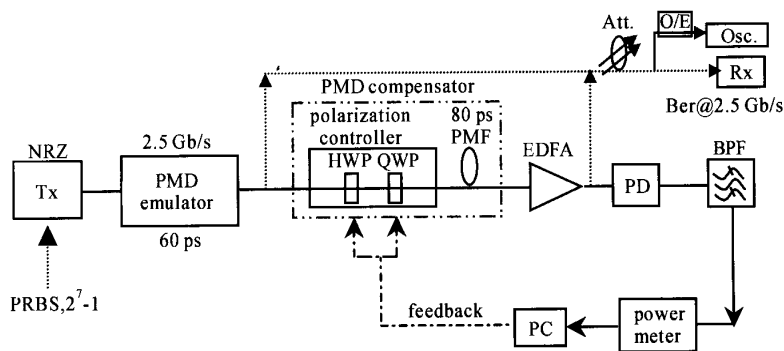 Att.
O/E
Osc.
Rx
Ber@2.5 Gb/s
PMD compensator
polarization
controller
HWP QWP
80 ps
PMF
EDFA
PD
BPF
NRZ
Tx
2.5 Gb/s
PMD
emulator
60 ps
PRBS,2⁷-1
feedback
PC
power
meter